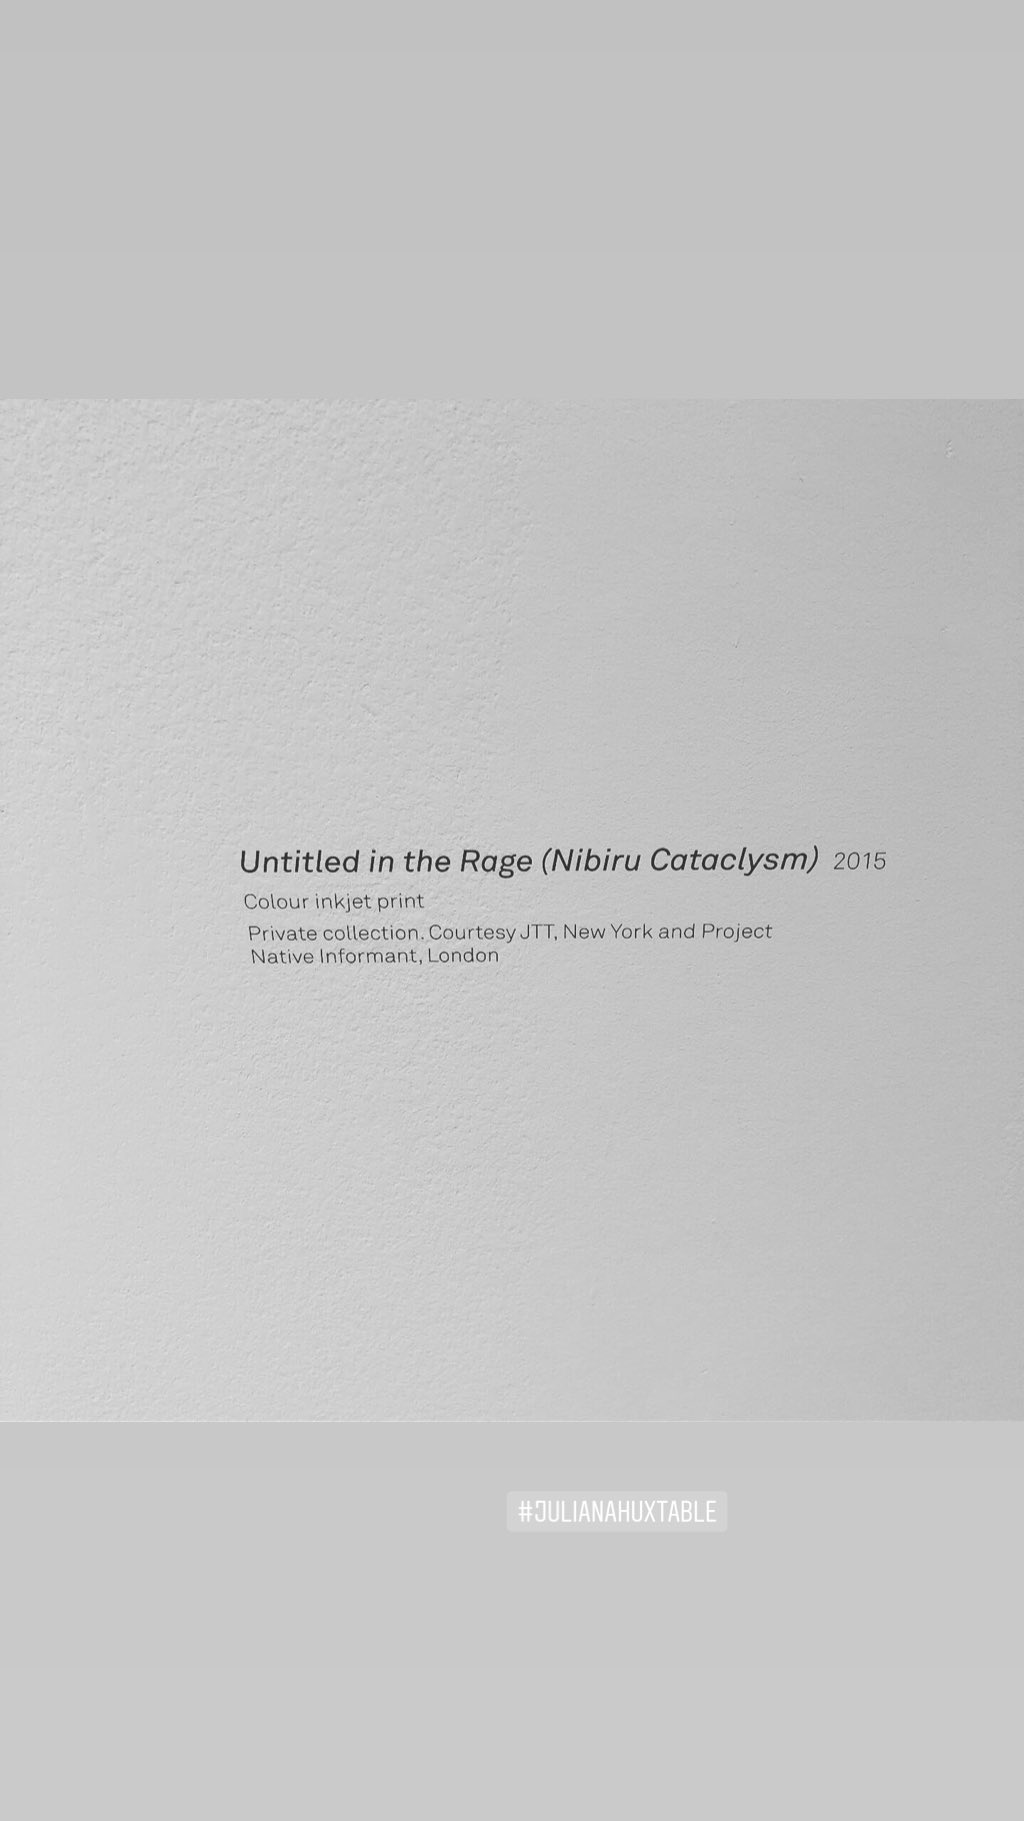 Untitled in the Rage (Nibiru Cataclysm) 2015
Colour inkjet print
Private collection. Courtesy JTT, New York and Project
Native Informant, London
#JULIANAHUXTABLE